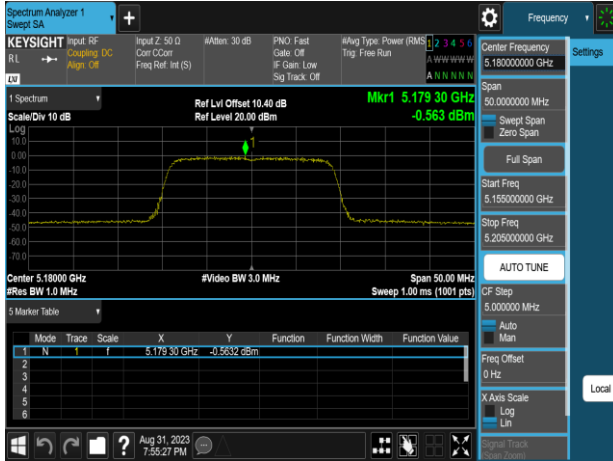 Spectrum Analyzer 1
Swept SA
Frequency
KEYSIGHT
RL
Input: RF
Coupling: DC
Align: Off
Input Z: 50 Ω
Corr CCorr
Freq Ref: Int (S)
#Atten: 30 dB
PNO: Fast
Gate: Off
IF Gain: Low
Sig Track: Off
#Avg Type: Power (RMS
Trig: Free Run
1 2 3 4 5 6
A W W W W W
A N N N N N
LXI
1 Spectrum
Scale/Div 10 dB
Ref Lvl Offset 10.40 dB
Ref Level 20.00 dBm
Mkr1 5.179 30 GHz
-0.563 dBm
Log
10.0
0.00
-10.0
-20.0
-30.0
-40.0
-50.0
-60.0
-70.0
1
Center 5.18000 GHz
#Res BW 1.0 MHz
#Video BW 3.0 MHz
Span 50.00 MHz
Sweep 1.00 ms (1001 pts)
5 Marker Table
Mode Trace Scale X Y Function Function Width Function Value
1 N 1 f 5.179 30 GHz -0.5632 dBm
2
3
4
5
6
Center Frequency
5.180000000 GHz
Settings
Span
50.0000000 MHz
Swept Span
Zero Span
Full Span
Start Freq
5.155000000 GHz
Stop Freq
5.205000000 GHz
AUTO TUNE
CF Step
5.000000 MHz
Auto
Man
Freq Offset
0 Hz
X Axis Scale
Log
Lin
Local
Signal Track
(Span Zoom)
Aug 31, 2023
7:55:27 PM